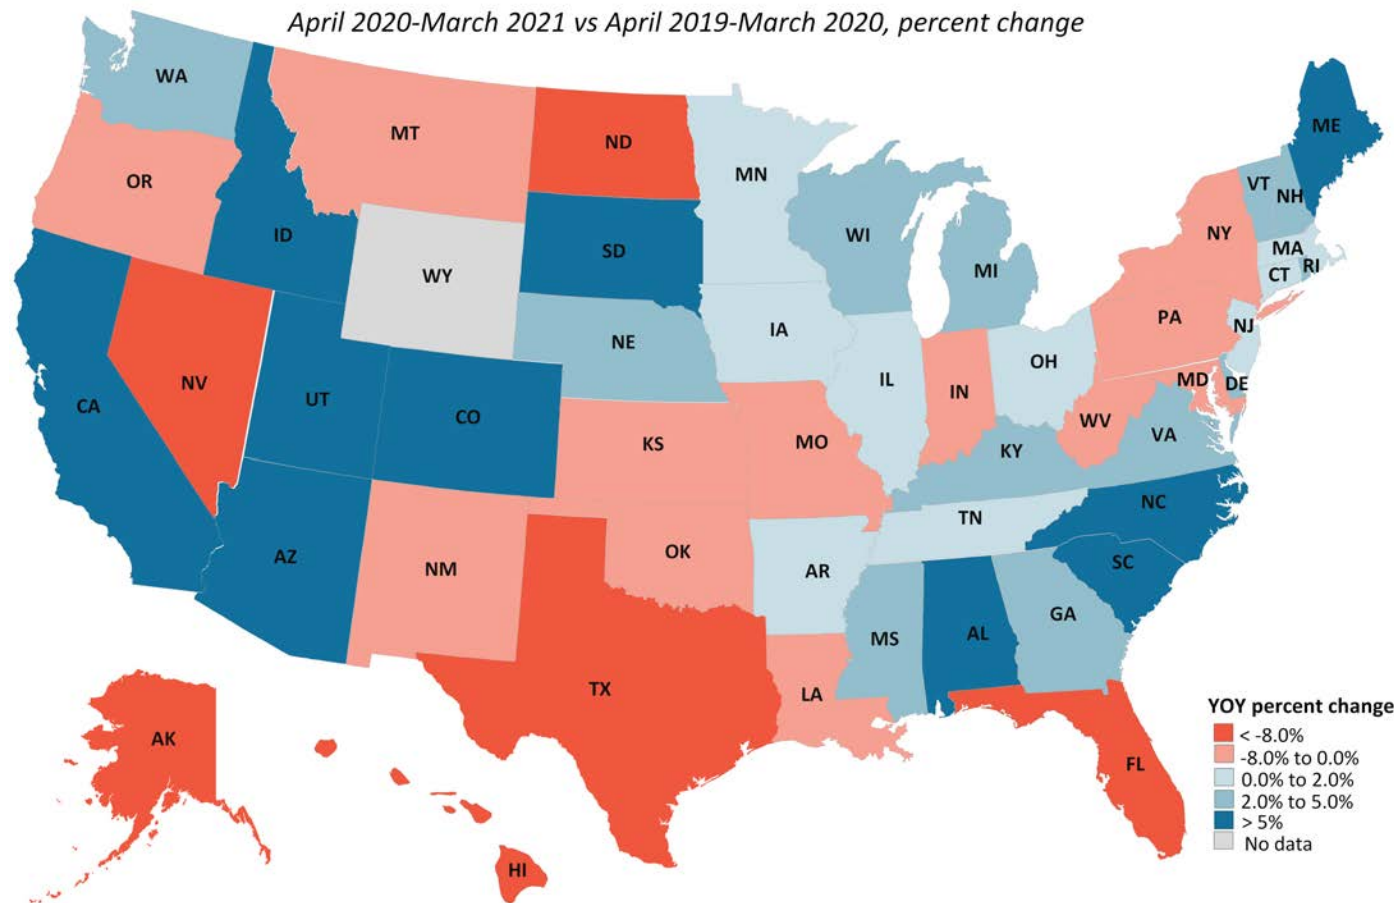 April 2020-March 2021 vs April 2019-March 2020, percent change
WA
MT
ND
MN
ME
OR
ID
SD
WI
MI
VT
NH
NY
MA
CT
RI
WY
NE
IA
PA
NJ
NV
UT
CO
CA
KS
MO
IL
IN
OH
MD
DE
WV
VA
KY
NC
TN
AZ
NM
OK
AR
SC
MS
AL
GA
TX
LA
AK
FL
HI
YOY percent change
< -8.0%
-8.0% to 0.0%
0.0% to 2.0%
2.0% to 5.0%
> 5%
No data